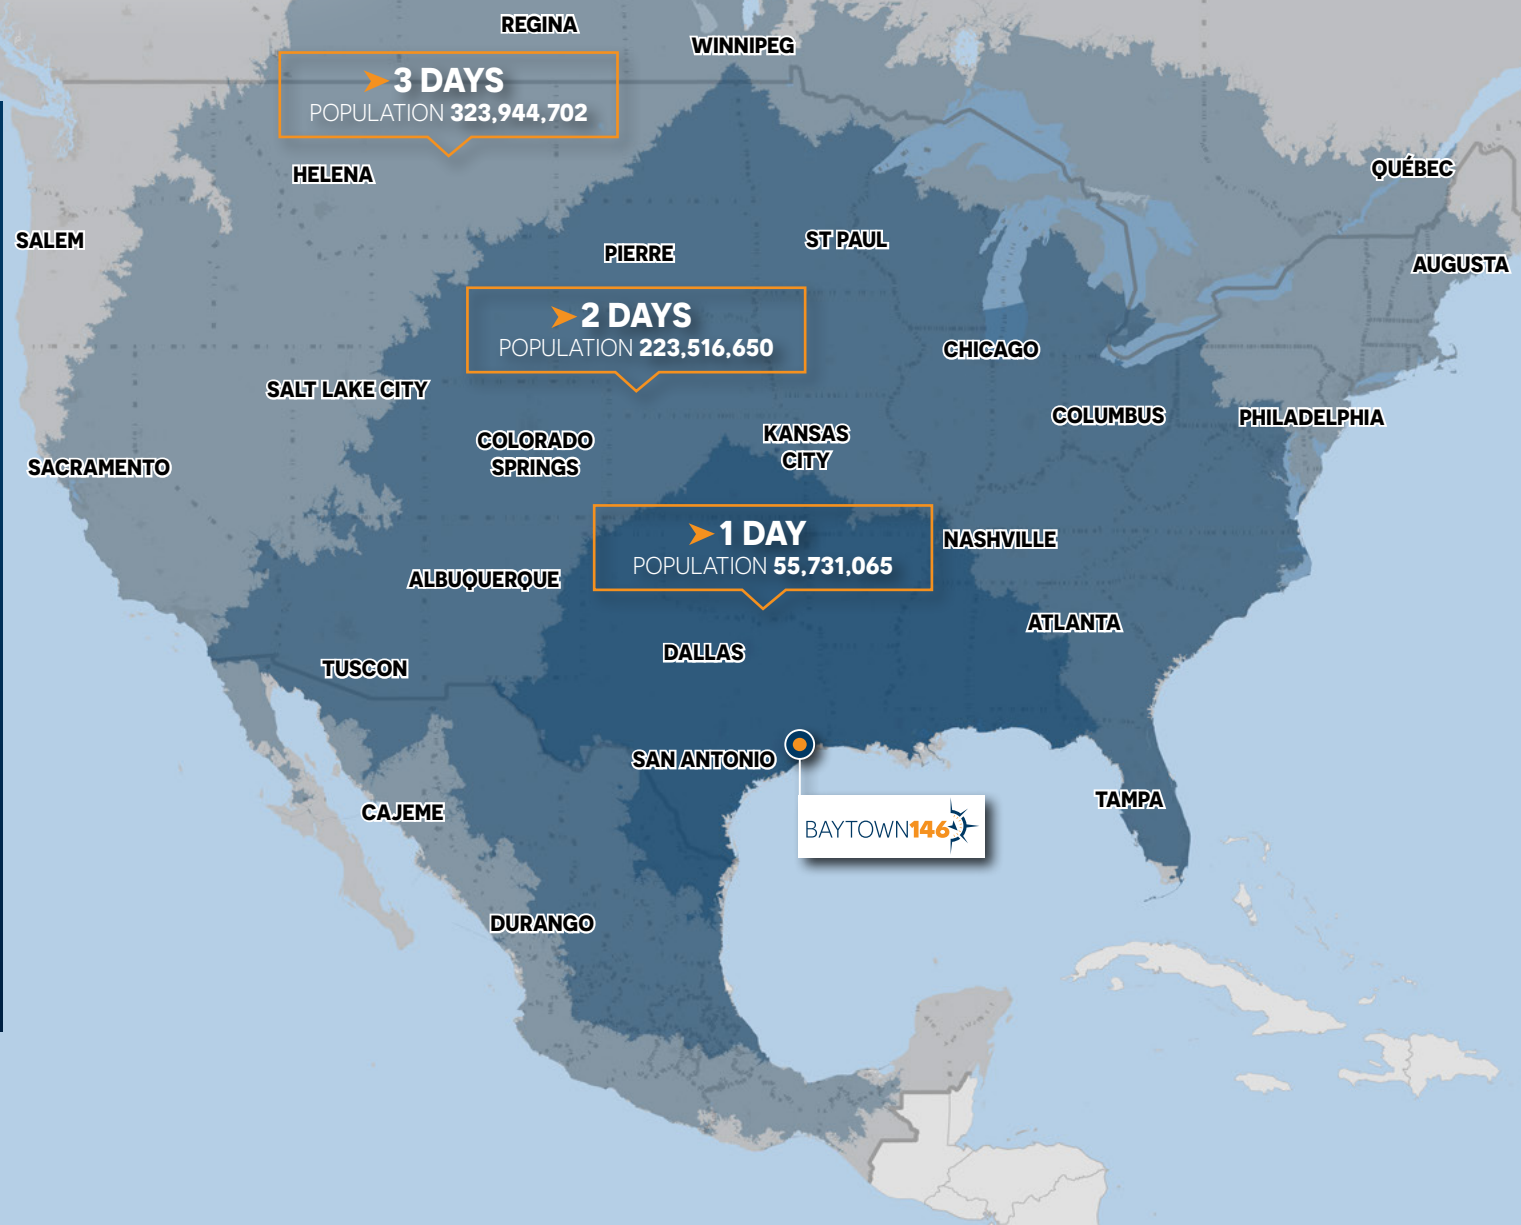 REGINA
WINNIPEG
3 DAYS
POPULATION 323,944,702
HELENA
QUÉBEC
SALEM
PIERRE
ST PAUL
AUGUSTA
2 DAYS
POPULATION 223,516,650
CHICAGO
SALT LAKE CITY
COLUMBUS
PHILADELPHIA
COLORADO
SPRINGS
KANSAS
CITY
SACRAMENTO
1 DAY
POPULATION 55,731,065
NASHVILLE
ALBUQUERQUE
ATLANTA
DALLAS
TUSCON
SAN ANTONIO
TAMPA
CAJEME
BAYTOWN146
DURANGO